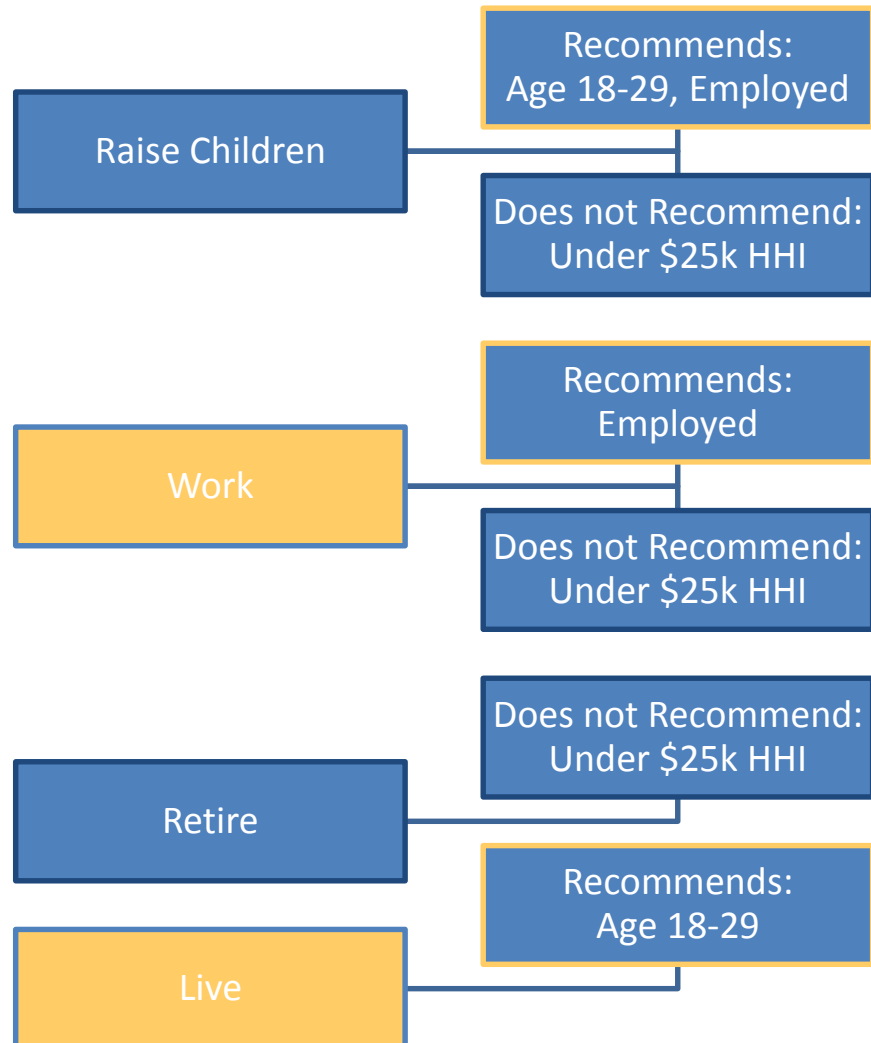 Recommends:
Age 18-29, Employed
Raise Children
Does not Recommend:
Under $25k HHI
Recommends:
Employed
Work
Does not Recommend:
Under $25k HHI
Does not Recommend:
Under $25k HHI
Retire
Recommends:
Age 18-29
Live